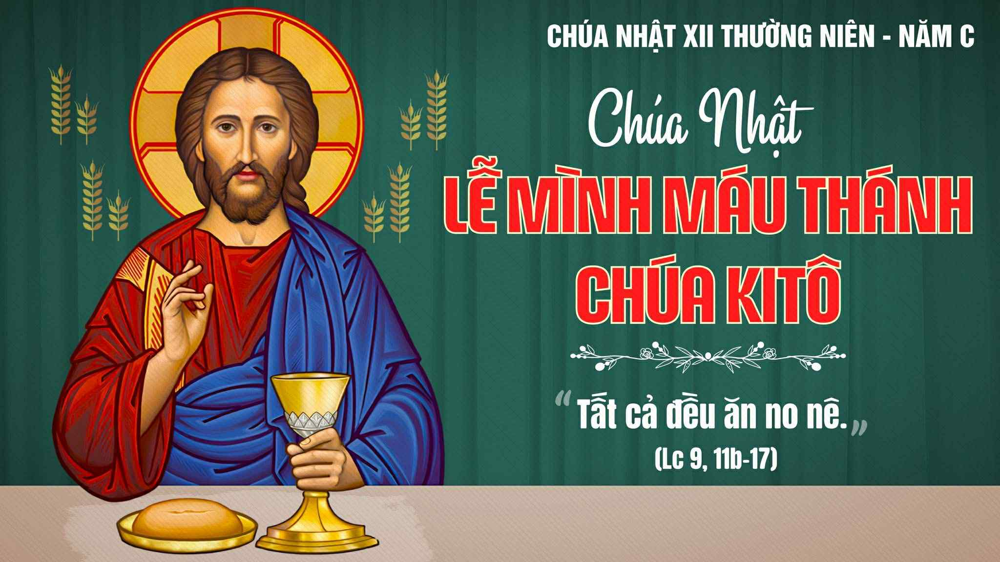 CHÚA NHẬT XII THƯỜNG NIÊN - NĂM C
Chúa Nhật
LỄ MÌNH MÁU THÁNH
CHÚA KITÔ
“ Tất cả đều ăn no nê. ”
(Lc 9, 11b-17)